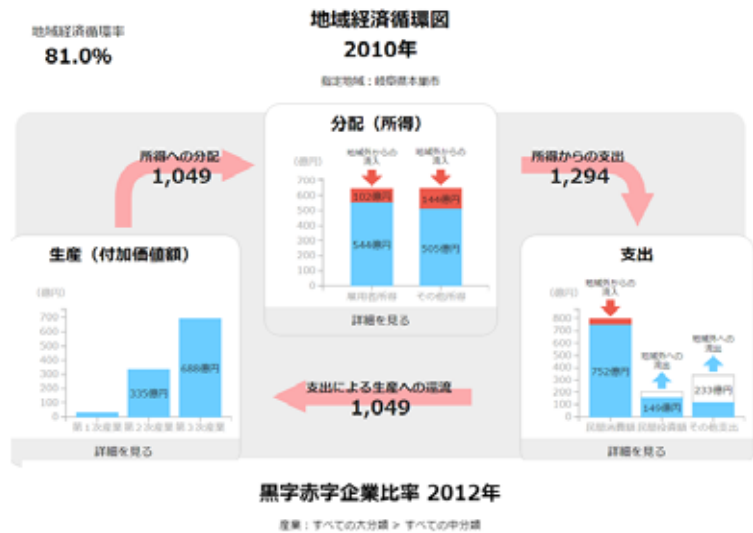 地域経済循環図
2010年
地域経済循環率
81.0%
指定地域：岐阜県本巣市
分配（所得）
所得への分配
1,049
(億円)
地域外からの
流入
地域外からの
流入
700
600
500
400
300
200
100
0
102億円
144億円
544億円
505億円
雇用者所得
その他所得
詳細を見る
所得からの支出
1,294
生産（付加価値額）
(億円)
700
600
500
400
300
200
100
0
335億円
688億円
第１次産業
第２次産業
第３次産業
詳細を見る
支出による生産への還流
1,049
支出
(億円)
地域外からの
流入
地域外への
流出
地域外への
流出
800
700
600
500
400
300
200
100
0
752億円
149億円
233億円
民間消費額
民間投資額
その他支出
詳細を見る
黒字赤字企業比率 2012年
産業：すべての大分類 > すべての中分類